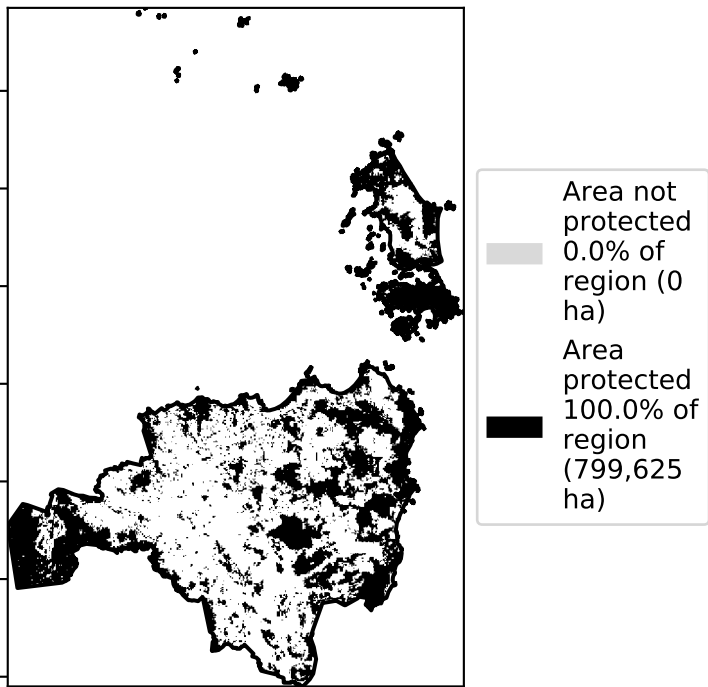 Area not
protected
0.0% of
region (0
ha)
Area
protected
100.0% of
region
(799,625
ha)